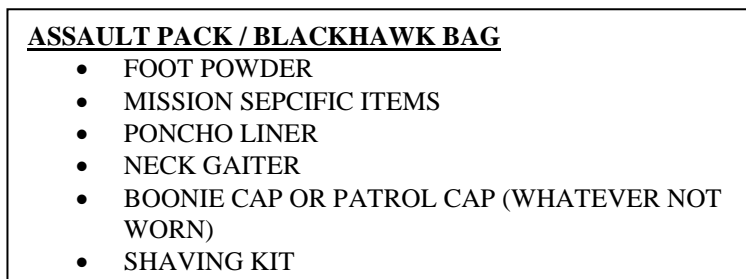 ASSAULT PACK / BLACKHAWK BAG
• FOOT POWDER
• MISSION SEPCIFIC ITEMS
• PONCHO LINER
• NECK GAITER
• BOONIE CAP OR PATROL CAP (WHATEVER NOT
WORN)
• SHAVING KIT